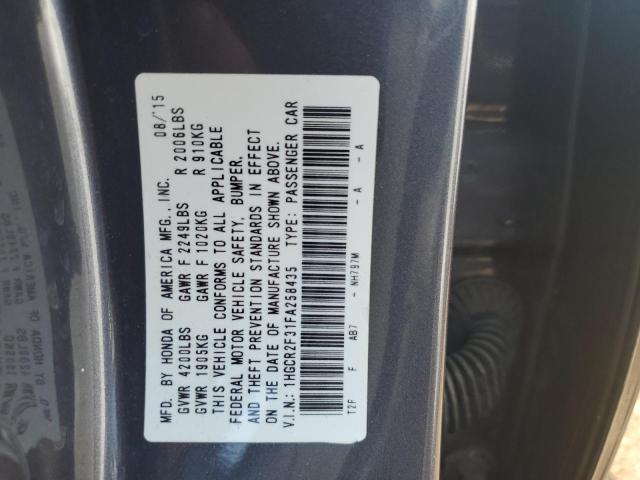 MFD. BY HONDA OF AMERICA MFG., INC. 08/'15
GVWR 4200LBS GAWR F 2249LBS R 2006LBS
GVWR 1905KG GAWR F 1020KG R 910KG
THIS VEHICLE CONFORMS TO ALL APPLICABLE
FEDERAL MOTOR VEHICLE SAFETY, BUMPER,
AND THEFT PREVENTION STANDARDS IN EFFECT
ON THE DATE OF MANUFACTURE SHOWN ABOVE.
V.I.N.: 1HGCR2F31FA258435 TYPE: PASSENGER CAR
T2F F AB7 - NH797M - A - A